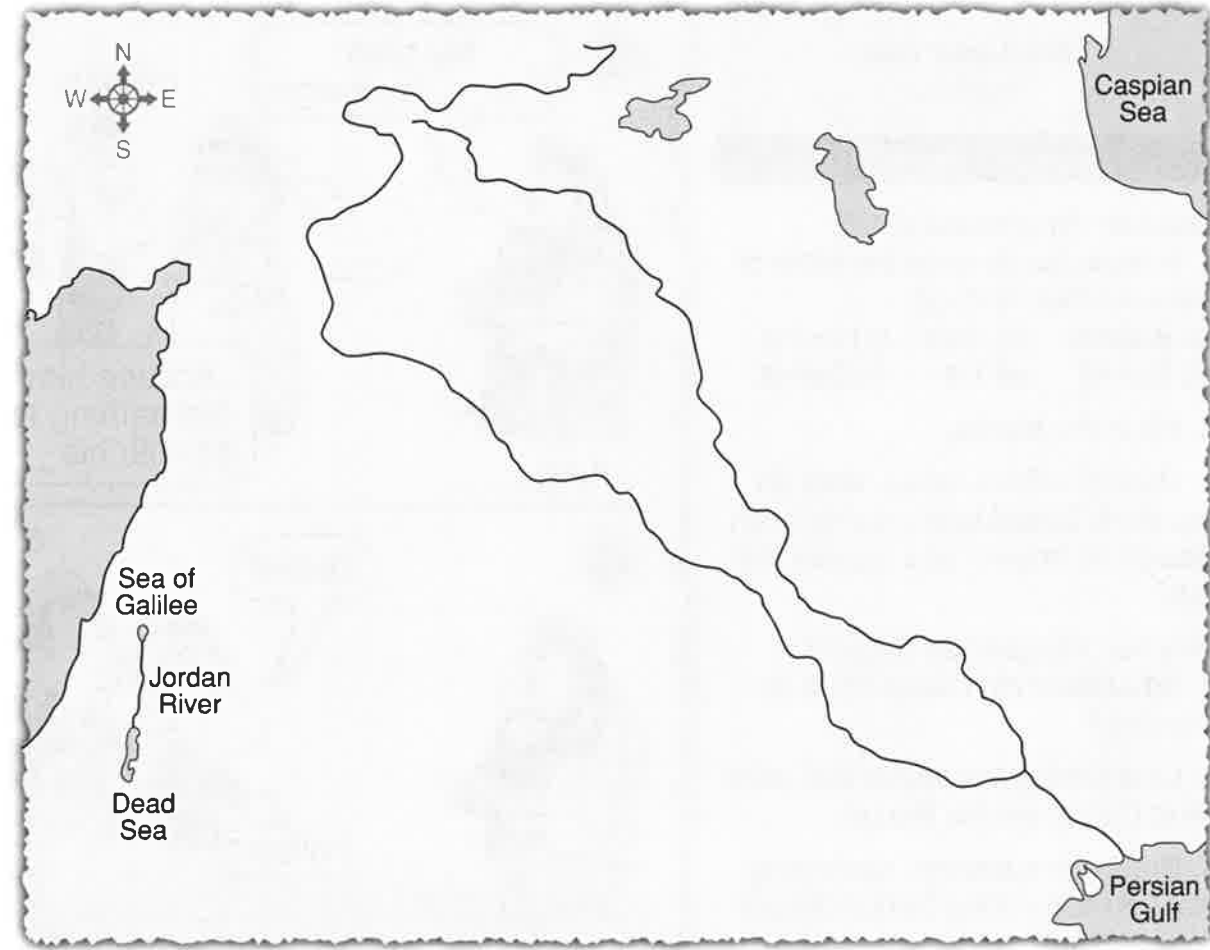 N
W E
S
Caspian
Sea
Sea of
Galilee
Jordan
River
Dead
Sea
Persian
Gulf